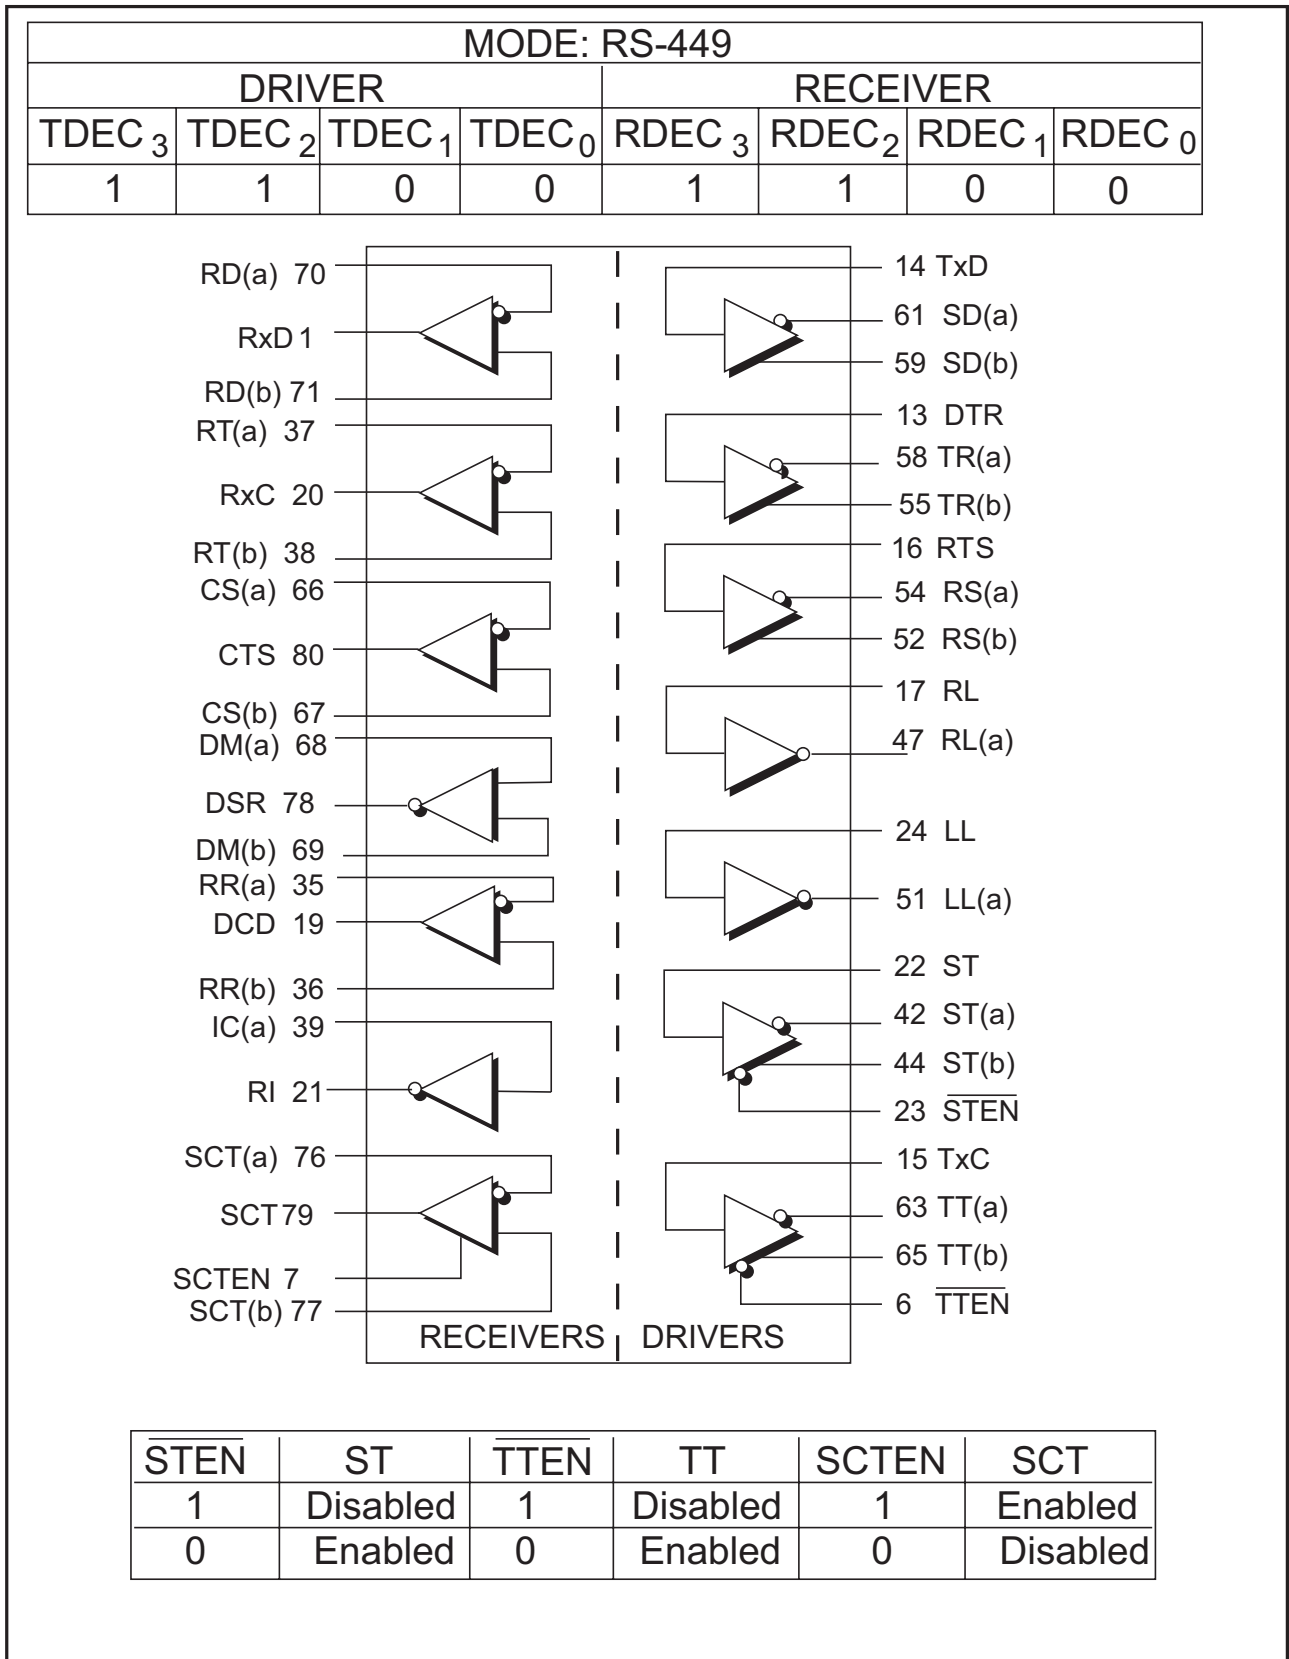 MODE: RS-449
DRIVER RECEIVER
TDEC3 TDEC2 TDEC1 TDEC0 RDEC3 RDEC2 RDEC1 RDEC0
1 1 0 0 1 1 0 0
RD(a) 70
RxD 1
RD(b) 71
RT(a) 37
RxC 20
RT(b) 38
CS(a) 66
CTS 80
CS(b) 67
DM(a) 68
DSR 78
DM(b) 69
RR(a) 35
DCD 19
RR(b) 36
IC(a) 39
RI 21
SCT(a) 76
SCT 79
SCTEN 7
SCT(b) 77
14 TxD
61 SD(a)
59 SD(b)
13 DTR
58 TR(a)
55 TR(b)
16 RTS
54 RS(a)
52 RS(b)
17 RL
47 RL(a)
24 LL
51 LL(a)
22 ST
42 ST(a)
44 ST(b)
23 S̅T̅E̅N̅
15 TxC
63 TT(a)
65 TT(b)
6 T̅T̅E̅N̅
RECEIVERS DRIVERS
S̅T̅E̅N̅ ST T̅T̅E̅N̅ TT SCTEN SCT
1 Disabled 1 Disabled 1 Enabled
0 Enabled 0 Enabled 0 Disabled